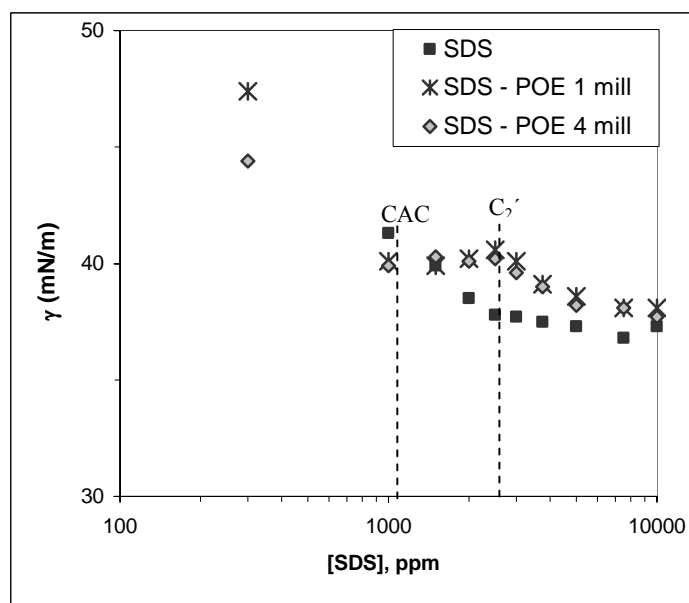 50
SDS
SDS - POE 1 mill
SDS - POE 4 mill
CAC
C₂´
40
γ (mN/m)
30
100
1000
10000
[SDS], ppm